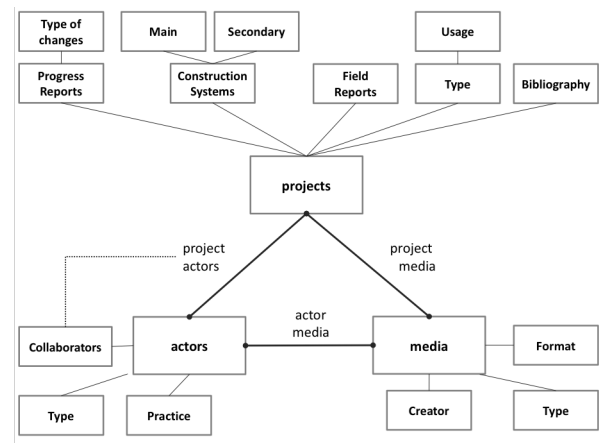 Type of
changes
Main
Secondary
Usage
Progress
Reports
Construction
Systems
Field
Reports
Type
Bibliography
projects
project
actors
project
media
actor
media
Collaborators
actors
media
Format
Type
Practice
Creator
Type